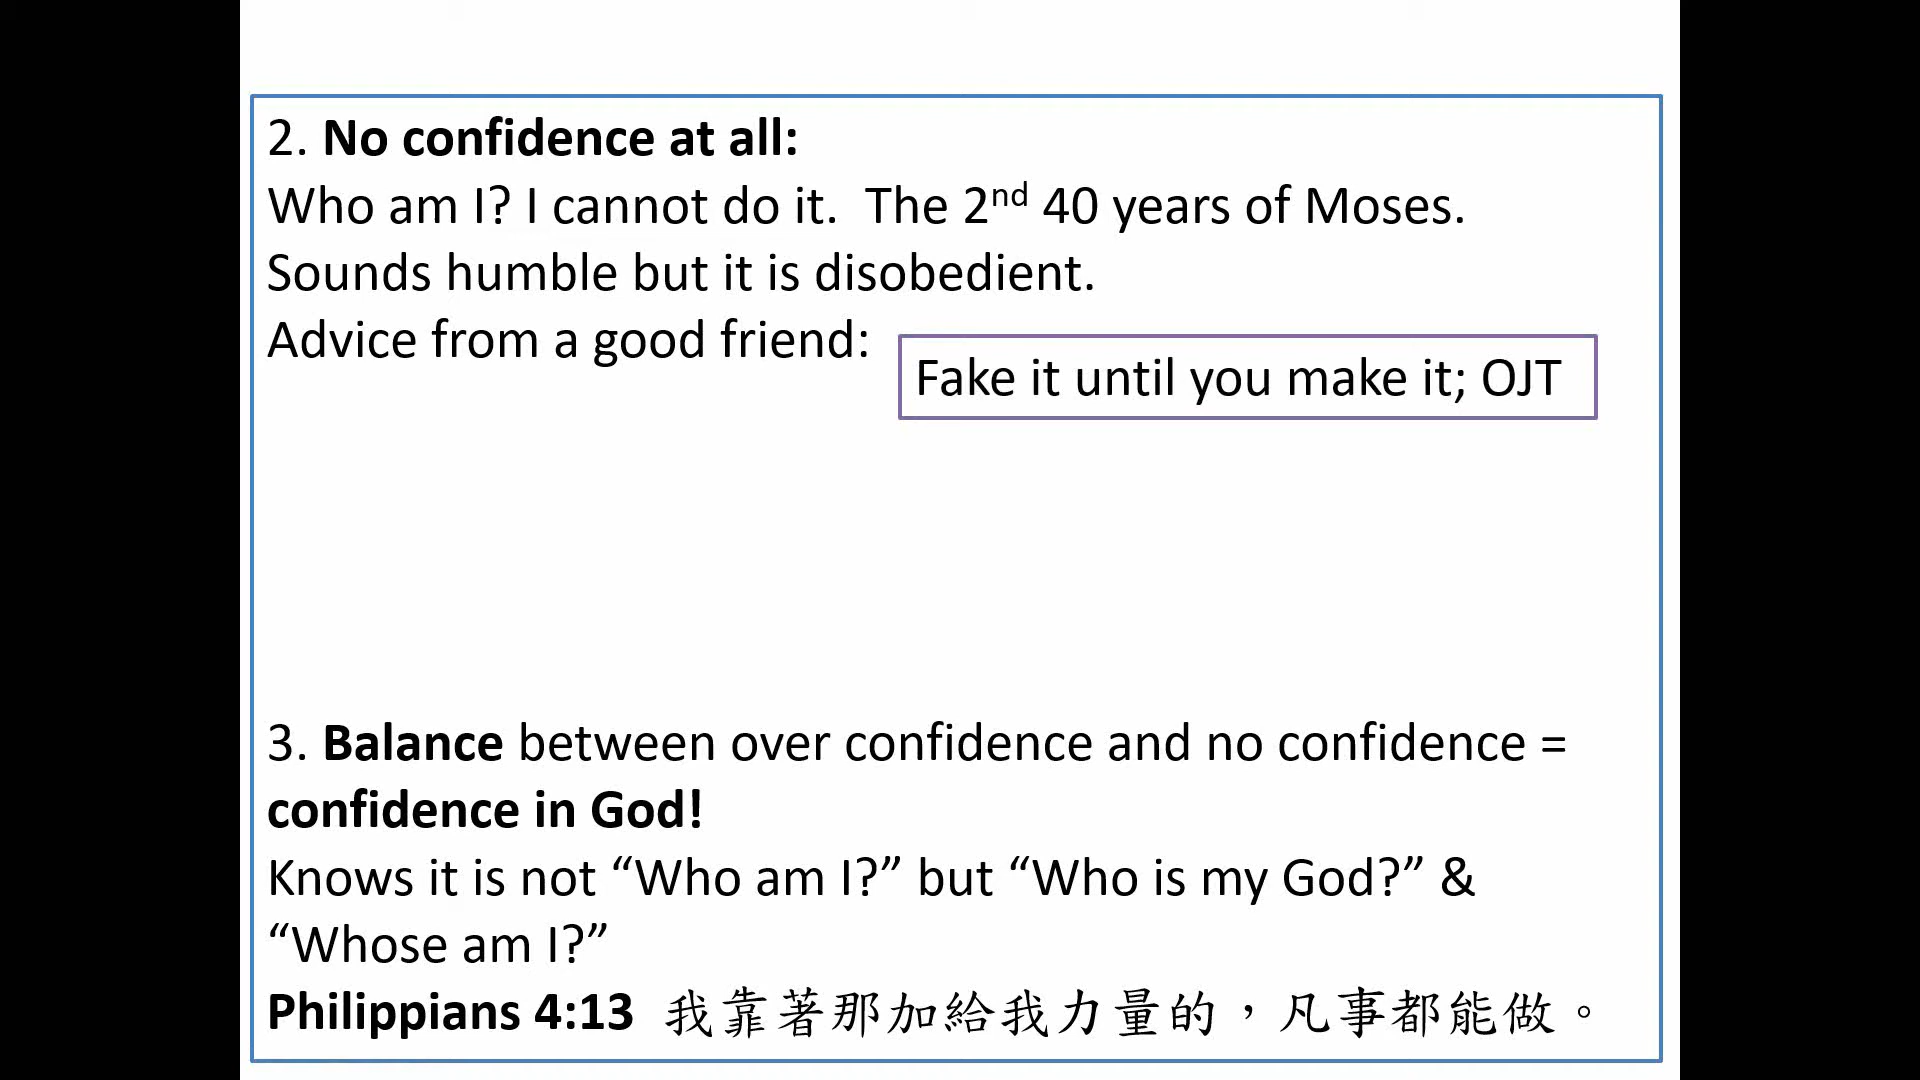 2. No confidence at all:
Who am I? I cannot do it.  The 2nd 40 years of Moses.
Sounds humble but it is disobedient.
Advice from a good friend:
Fake it until you make it; OJT
3. Balance between over confidence and no confidence =
confidence in God!
Knows it is not “Who am I?” but “Who is my God?” &
“Whose am I?”
Philippians 4:13  我靠著那加給我力量的，凡事都能做。